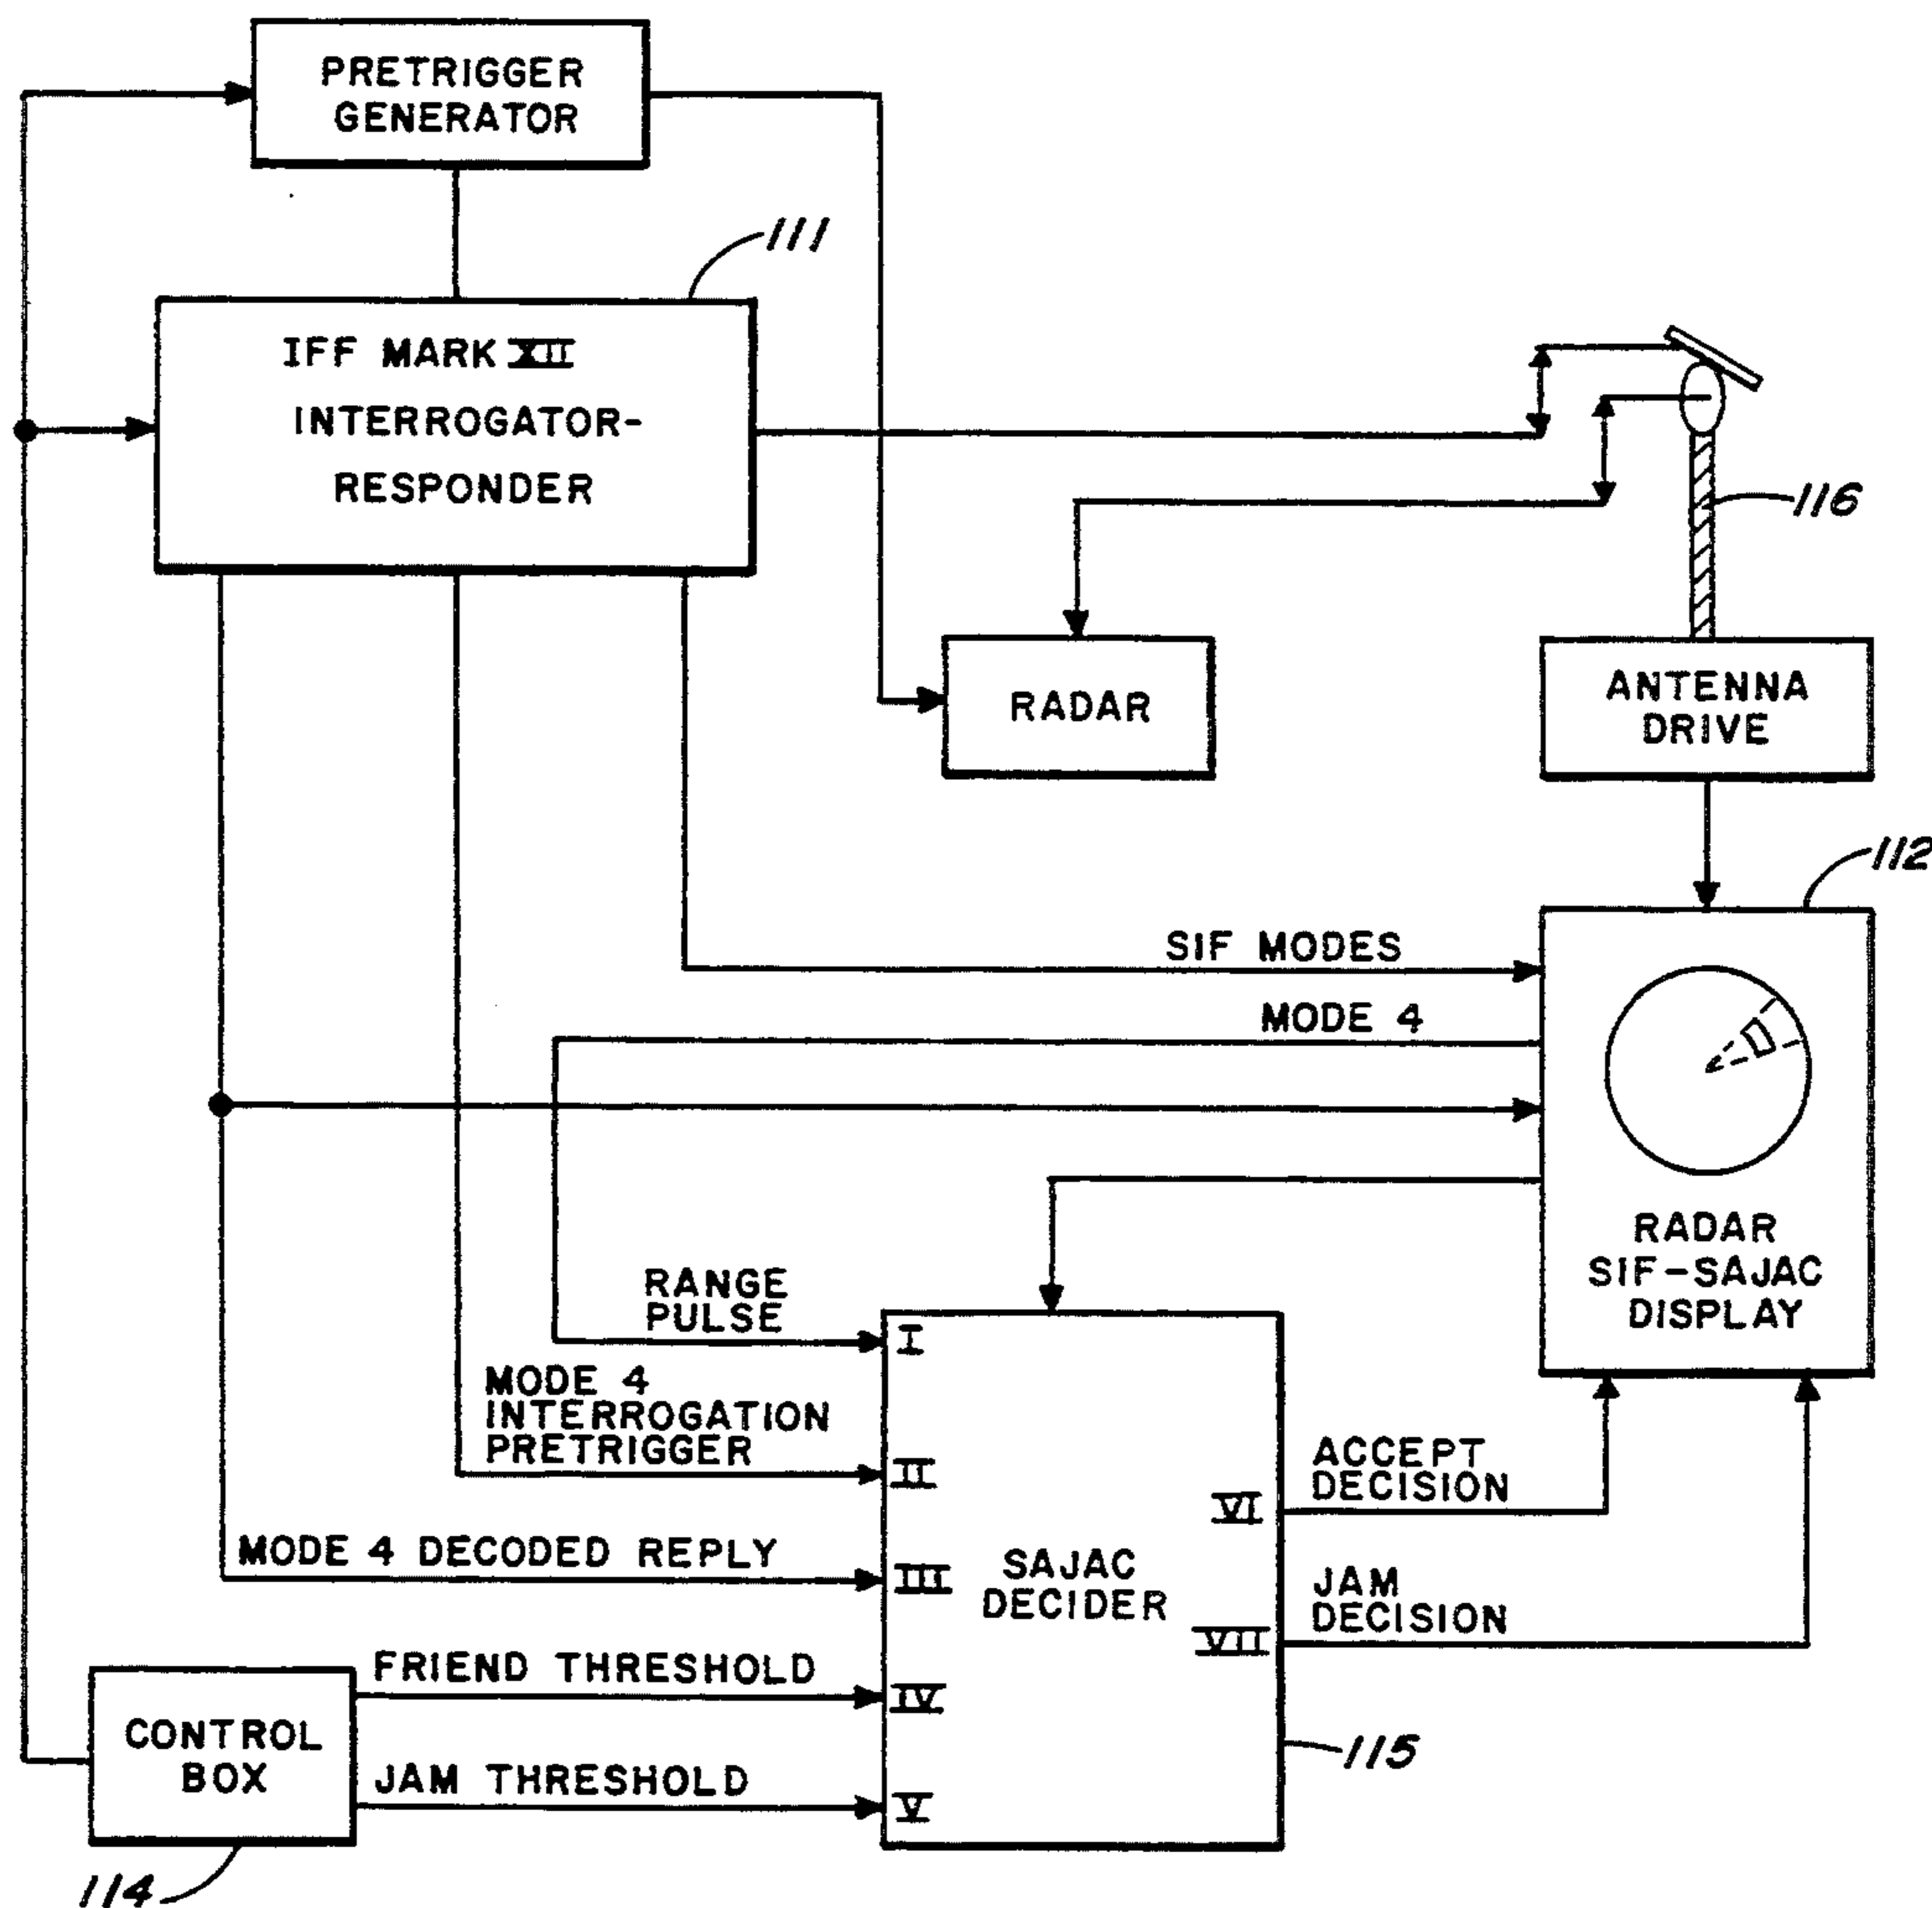 PRETRIGGER
GENERATOR
111
IFF MARK XII
INTERROGATOR-
RESPONDER
116
RADAR
ANTENNA
DRIVE
112
SIF MODES
MODE 4
RADAR
SIF-SAJAC
DISPLAY
RANGE
PULSE
I
MODE 4
INTERROGATION
PRETRIGGER
II
ACCEPT
DECISION
VI
MODE 4 DECODED REPLY
III
SAJAC
DECIDER
JAM
DECISION
VII
FRIEND THRESHOLD
IV
CONTROL
BOX
JAM THRESHOLD
V
115
114